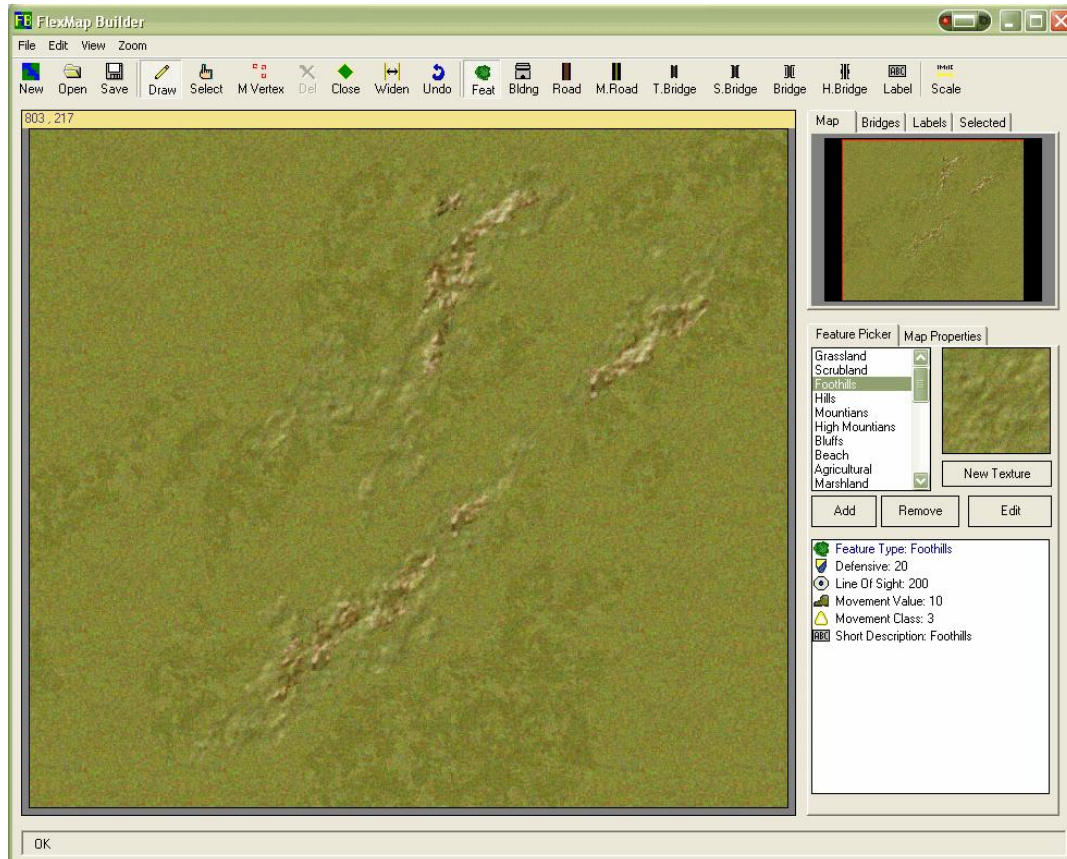 FB FlexMap Builder
File Edit View Zoom
New Open Save Draw Select M.Vertex Del Close Widen Undo Feat Bldng Road M.Road T.Bridge S.Bridge Bridge H.Bridge ABC Label Scale
803 , 217
Map Bridges Labels Selected
Feature Picker Map Properties
Grassland
Scrubland
Foothills
Hills
Mountians
High Mountians
Bluffs
Beach
Agricultural
Marshland
New Texture
Add Remove Edit
Feature Type: Foothills
Defensive: 20
Line Of Sight: 200
Movement Value: 10
Movement Class: 3
ABC Short Description: Foothills
OK